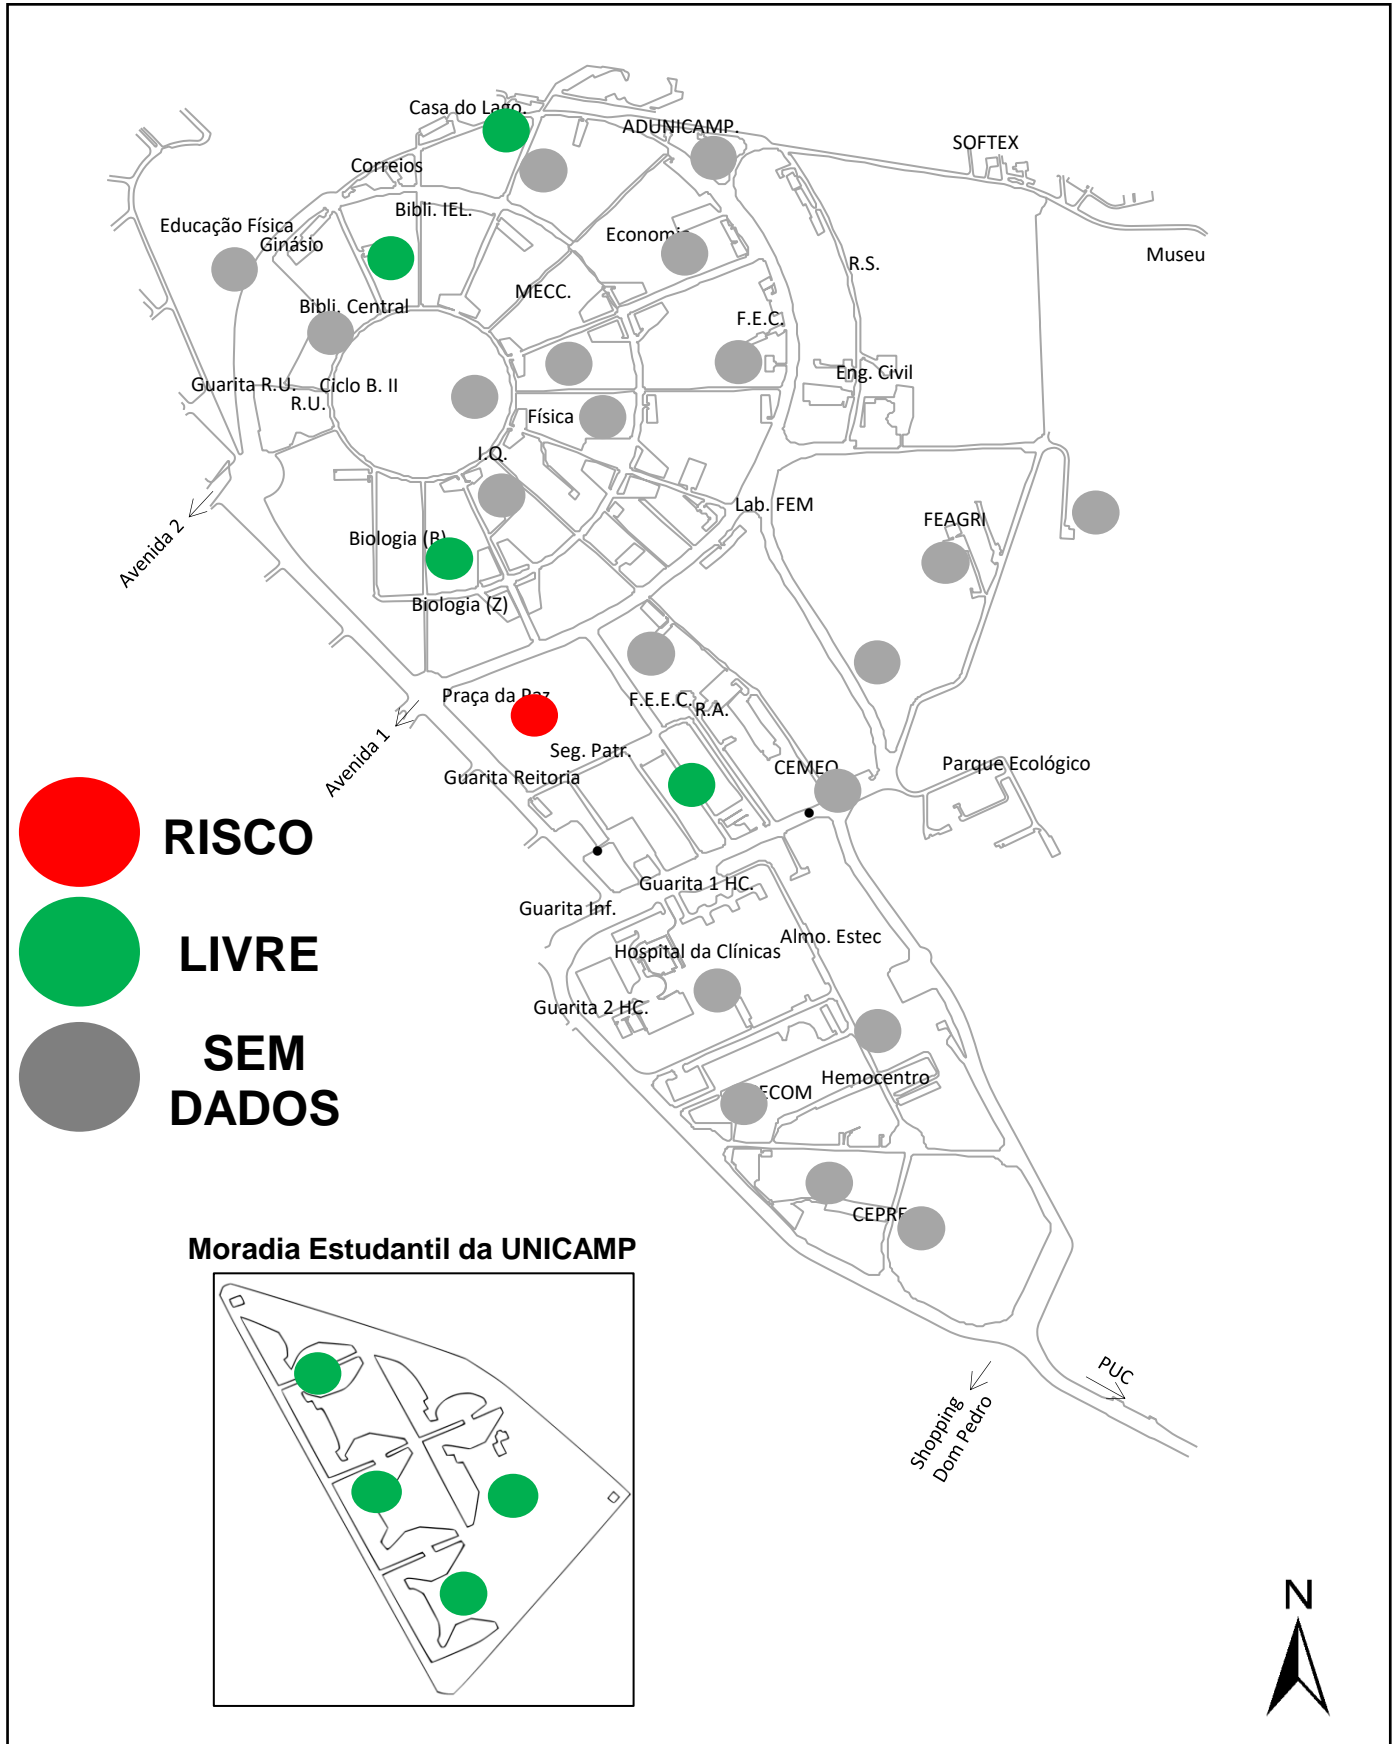 Casa do Lago.
ADUNICAMP.
SOFTEX
Correios
Bibli. IEL.
Educação Física
Ginásio
Economia
Museu
R.S.
MECC.
Bibli. Central
F.E.C.
Eng. Civil
Guarita R.U.
Ciclo B. II
R.U.
Física
I.Q.
Lab. FEM
FEAGRI
Avenida 2
Biologia (B)
Biologia (Z)
Praça da Paz
F.E.E.C.
R.A.
Seg. Patr.
Avenida 1
Guarita Reitoria
CEMEQ
Parque Ecológico
RISCO
Guarita 1 HC.
Guarita Inf.
LIVRE
Almo. Estec
Hospital da Clínicas
Guarita 2 HC.
SEM
DADOS
Hemocentro
ECOM
CEPRE
Moradia Estudantil da UNICAMP
PUC
Shopping
Dom Pedro
N